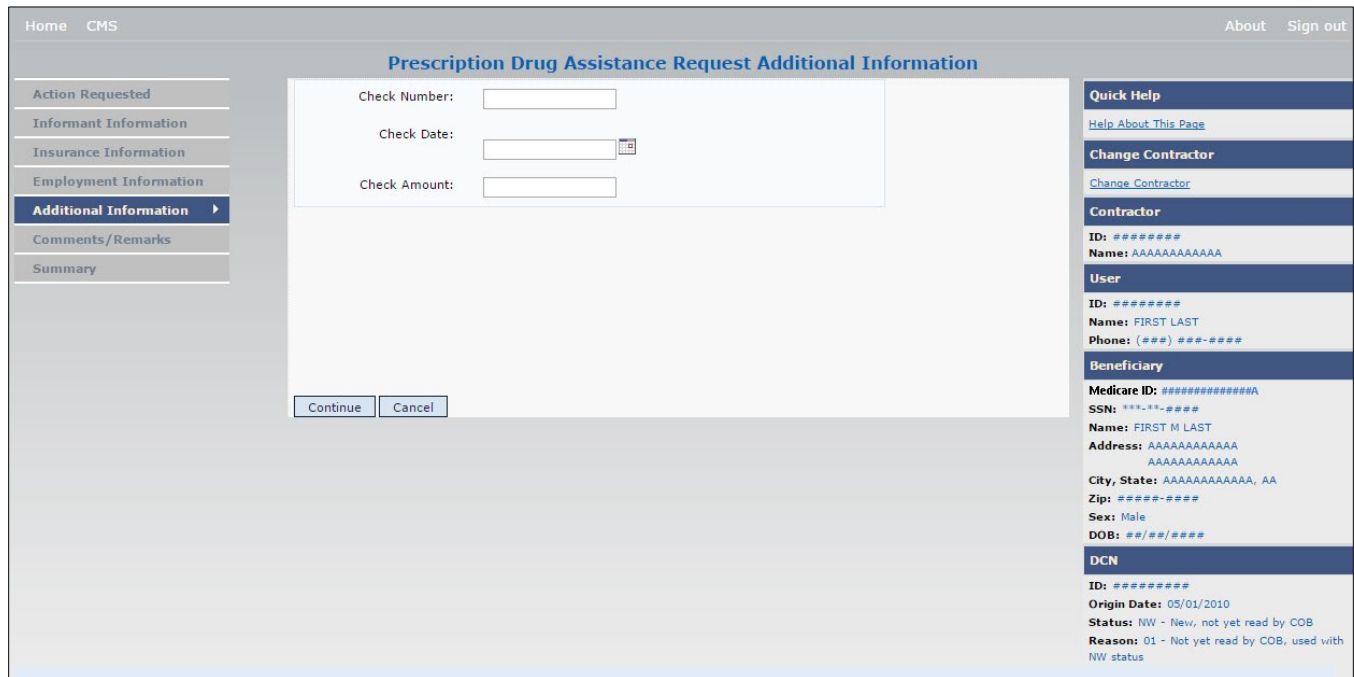 Home CMS About Sign out
Prescription Drug Assistance Request Additional Information
Action Requested
Informant Information
Insurance Information
Employment Information
Additional Information
Comments/Remarks
Summary
Check Number:
Check Date:
Check Amount:
Continue Cancel
Quick Help
Help About This Page
Change Contractor
Change Contractor
Contractor
ID: ########
Name: AAAAAAAAAAAA
User
ID: ########
Name: FIRST LAST
Phone: (###) ###-####
Beneficiary
Medicare ID: ##############A
SSN: ***-**-####
Name: FIRST M LAST
Address: AAAAAAAAAAAA
AAAAAAAAAAAA
City, State: AAAAAAAAAAAA, AA
Zip: #####-####
Sex: Male
DOB: ##/##/####
DCN
ID: #########
Origin Date: 05/01/2010
Status: NW - New, not yet read by COB
Reason: 01 - Not yet read by COB, used with
NW status